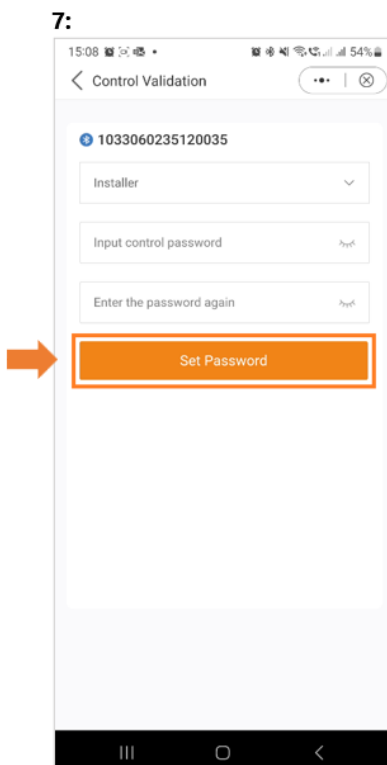 7:
15:08
54%
Control Validation
1033060235120035
Installer
Input control password
Enter the password again
Set Password